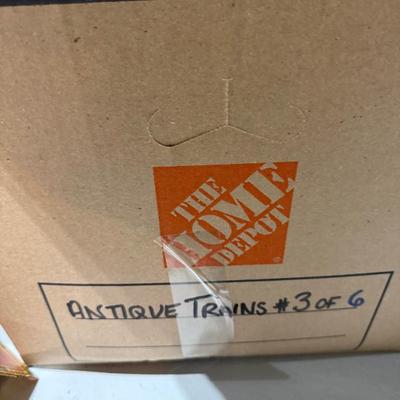 THE
HOME
DEPOT
ANTIQUE TRAINS #3 OF 6